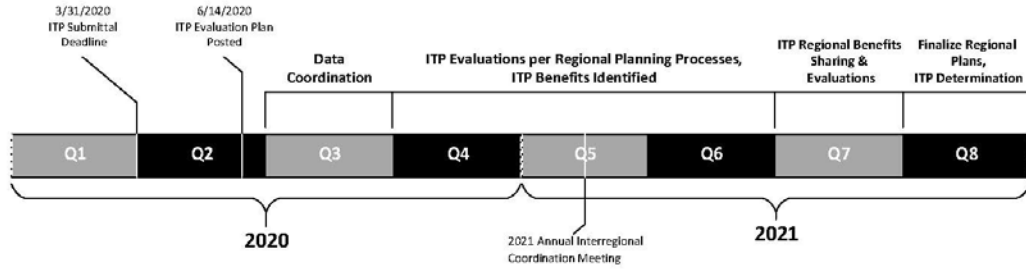 3/31/2020
ITP Submittal
Deadline
6/14/2020
ITP Evaluation Plan
Posted
Data
Coordination
ITP Evaluations per Regional Planning Processes,
ITP Benefits Identified
ITP Regional Benefits
Sharing &
Evaluations
Finalize Regional
Plans,
ITP Determination
Q1
Q2
Q3
Q4
Q5
Q6
Q7
Q8
2020
2021 Annual Interregional
Coordination Meeting
2021